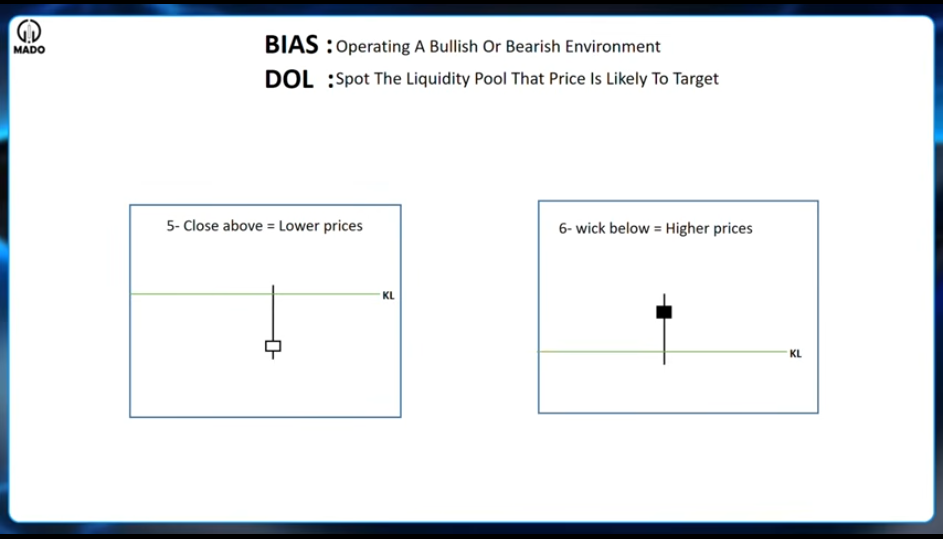 MADO
BIAS : Operating A Bullish Or Bearish Environment
DOL : Spot The Liquidity Pool That Price Is Likely To Target
5- Close above = Lower prices
KL
6- wick below = Higher prices
KL